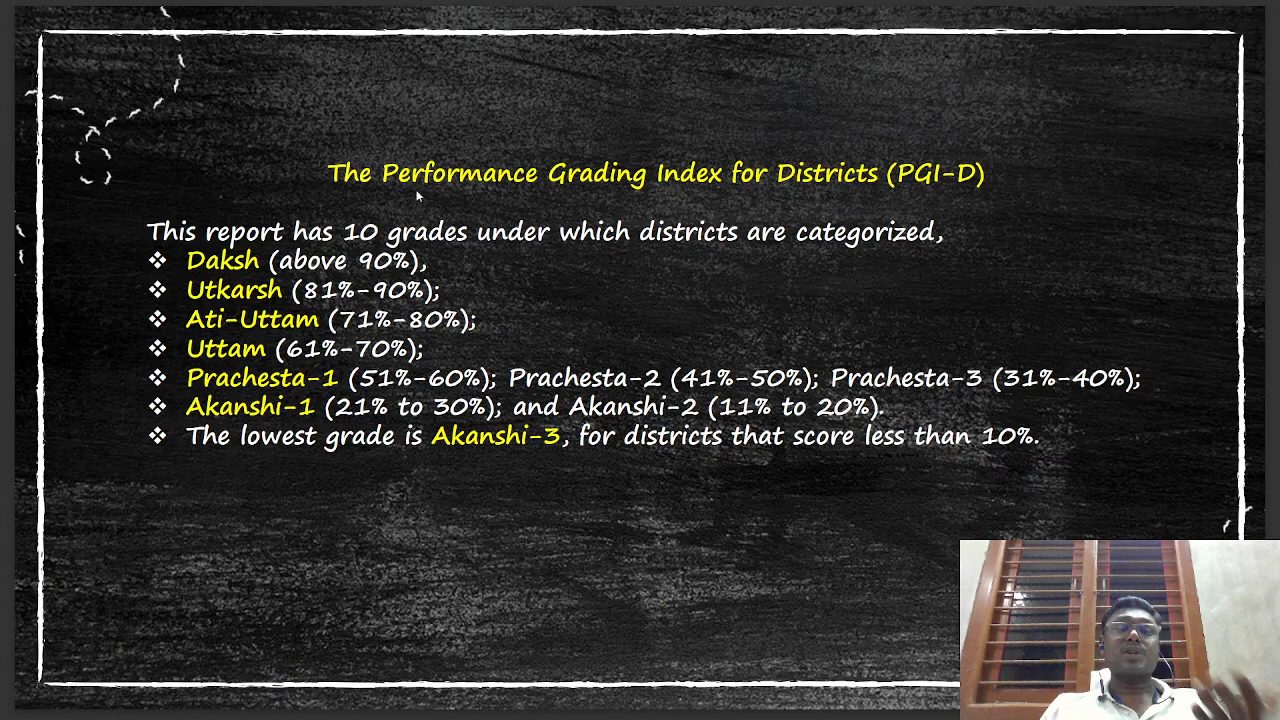 The Performance Grading Index for Districts (PGI-D)
This report has 10 grades under which districts are categorized,
❖ Daksh (above 90%),
❖ Utkarsh (81%-90%);
❖ Ati-Uttam (71%-80%);
❖ Uttam (61%-70%);
❖ Prachesta-1 (51%-60%); Prachesta-2 (41%-50%); Prachesta-3 (31%-40%);
❖ Akanshi-1 (21% to 30%); and Akanshi-2 (11% to 20%).
❖ The lowest grade is Akanshi-3, for districts that score less than 10%.